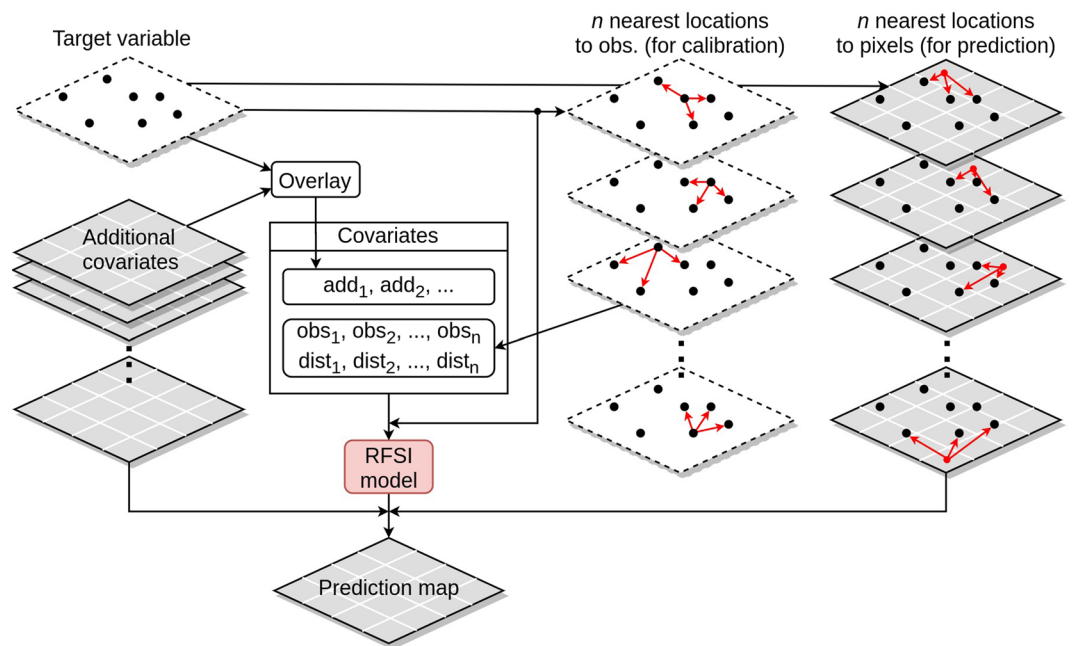 Target variable
n nearest locations
to obs. (for calibration)
n nearest locations
to pixels (for prediction)
Overlay
Additional
covariates
Covariates
add₁, add₂, ...
obs₁, obs₂, ..., obsₙ
dist₁, dist₂, ..., distₙ
RFSI
model
Prediction map